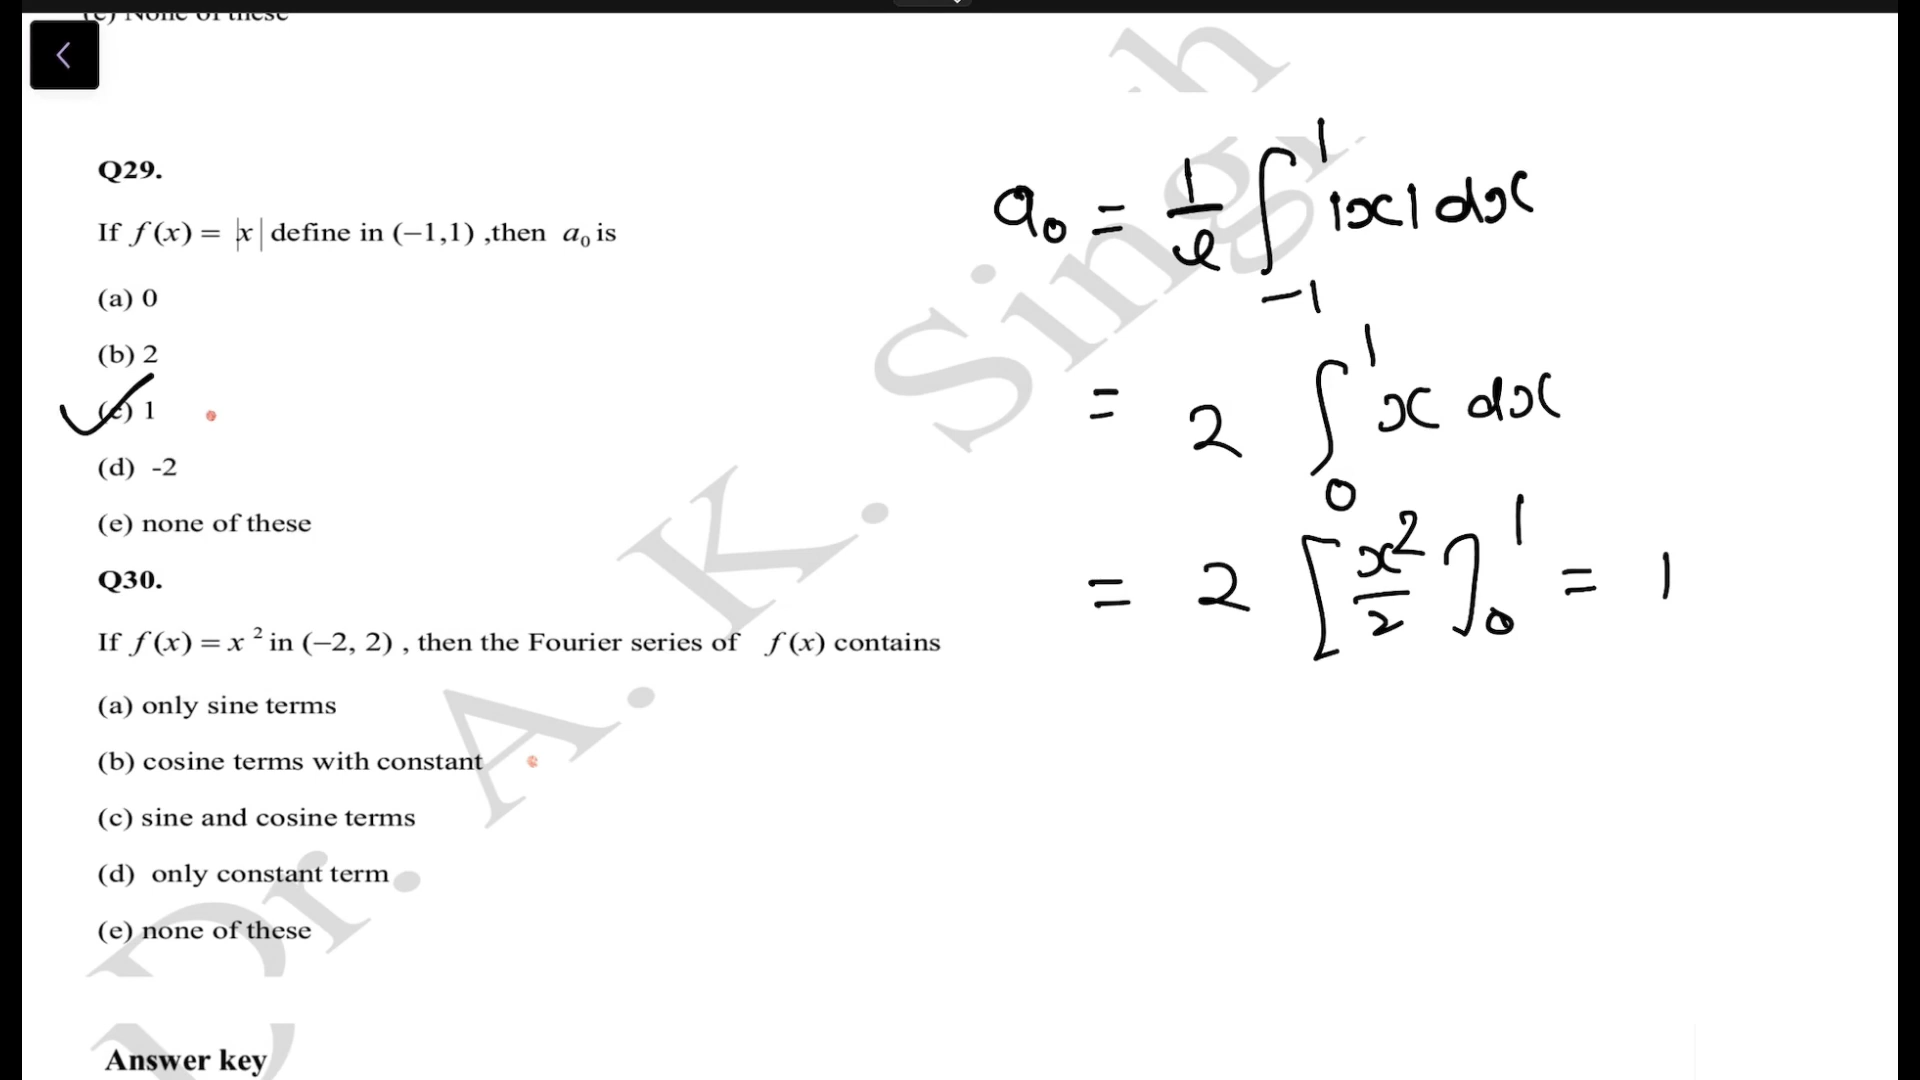 (e) None of these
Q29.
If f(x) = |x| define in (−1,1) ,then a₀ is
(a) 0
(b) 2
(c) 1
(d) -2
(e) none of these
Q30.
If f(x) = x ² in (−2, 2) , then the Fourier series of f(x) contains
(a) only sine terms
(b) cosine terms with constant
(c) sine and cosine terms
(d) only constant term
(e) none of these
Answer key
a₀ = 1/l ∫₋₁¹ |x| dx
= 2 ∫₀¹ x dx
= 2 [x²/2]₀¹ = 1
Dr. A. K. Singh